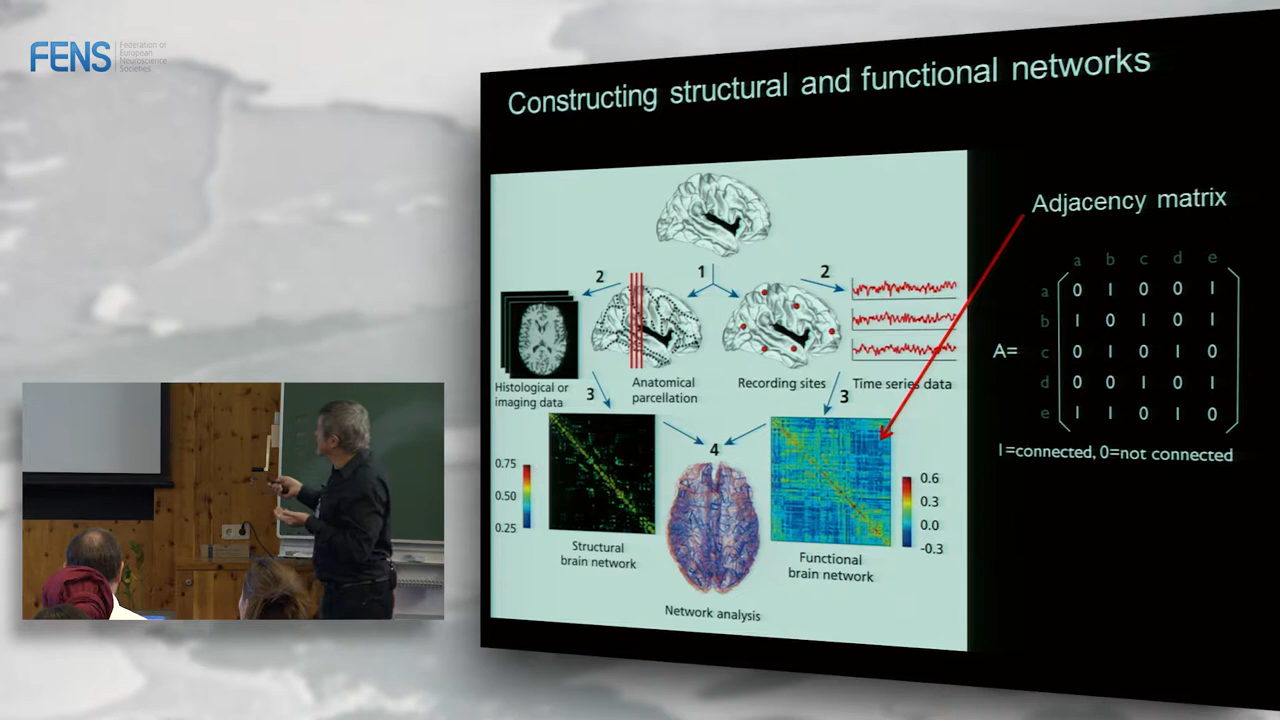 FENS
Federation of
European
Neuroscience
Societies
Constructing structural and functional networks
Adjacency matrix
2
1
2
Histological or
imaging data
Anatomical
parcellation
Recording sites
Time series data
3
3
4
0.75
0.50
0.25
0.6
0.3
0.0
-0.3
Structural
brain network
Functional
brain network
Network analysis
a b c d e
a 0 1 0 0 1
b 1 0 1 0 1
A= c 0 1 0 1 0
d 0 0 1 0 1
e 1 1 0 1 0
1=connected, 0=not connected